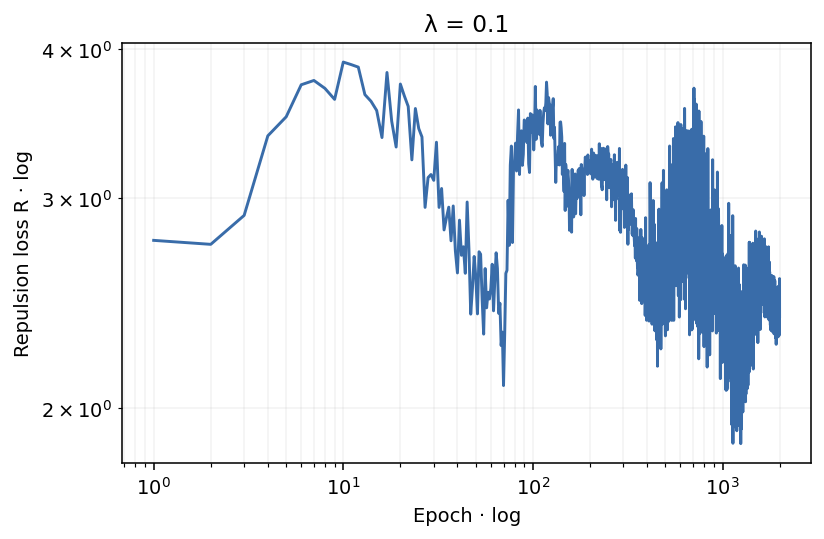 λ = 0.1
4 × 10⁰
3 × 10⁰
2 × 10⁰
Repulsion loss R · log
10⁰ 10¹ 10² 10³
Epoch · log